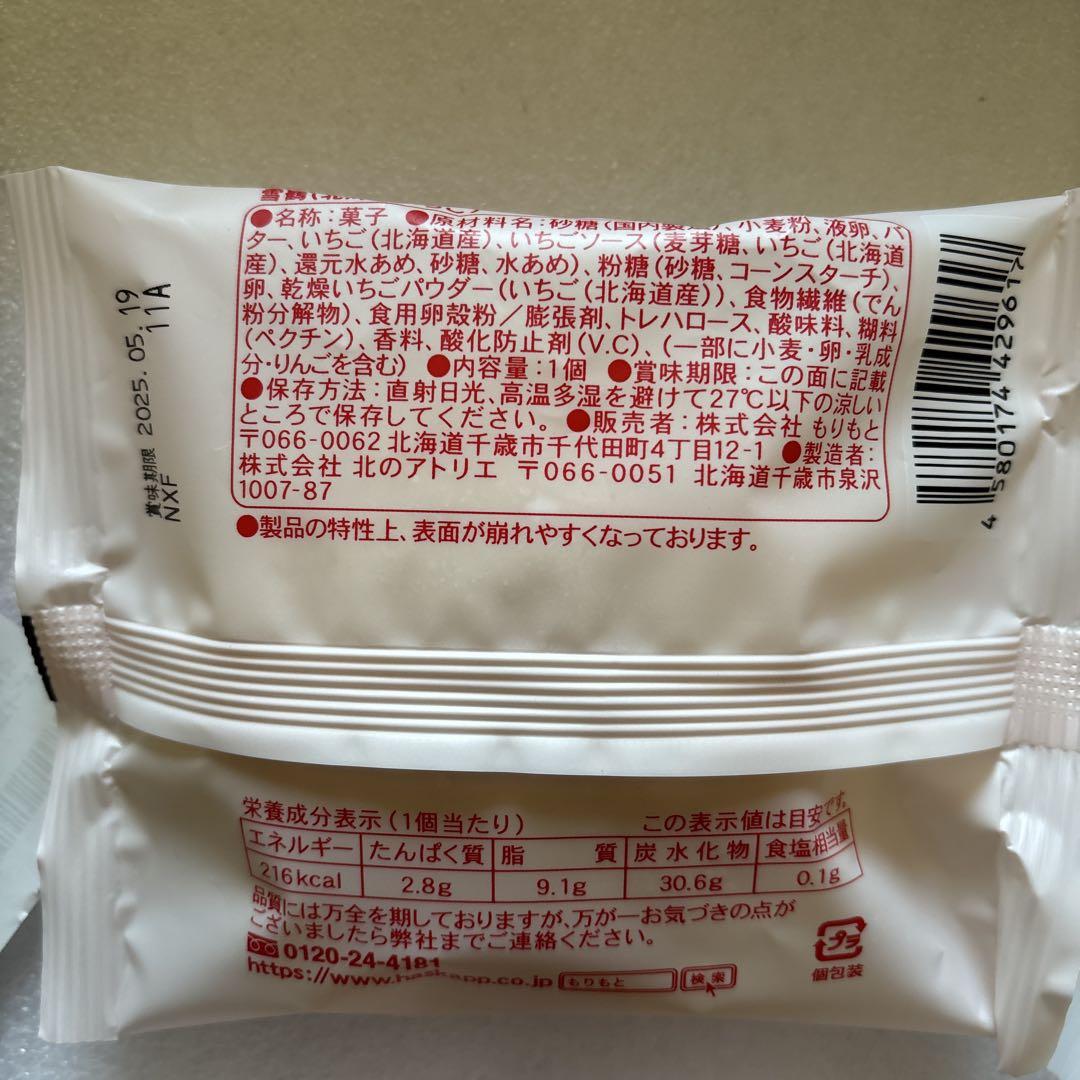 雪鶴(北
●名称:菓子 ●原材料名:砂糖(国内製造)、小麦粉、液卵、バ
ター、いちご(北海道産)、いちごソース(麦芽糖、いちご(北海道
産)、還元水あめ、砂糖、水あめ)、粉糖(砂糖、コーンスターチ)、
卵、乾燥いちごパウダー(いちご(北海道産))、食物繊維(でん
粉分解物)、食用卵殻粉/膨張剤、トレハロース、酸味料、糊料
(ペクチン)、香料、酸化防止剤(V.C)、(一部に小麦・卵・乳成
分・りんごを含む) ●内容量:1個 ●賞味期限:この面に記載
●保存方法:直射日光、高温多湿を避けて27℃以下の涼しい
ところで保存してください。 ●販売者:株式会社 もりもと
〒066-0062 北海道千歳市千代田町4丁目12-1 ●製造者:
株式会社 北のアトリエ 〒066-0051 北海道千歳市泉沢
1007-87
●製品の特性上、表面が崩れやすくなっております。
賞味期限 2025.05.19
NXF 11A
4 580174 429617
栄養成分表示(1個当たり) この表示値は目安です。
エネルギー たんぱく質 脂質 炭水化物 食塩相当量
216kcal 2.8g 9.1g 30.6g 0.1g
品質には万全を期しておりますが、万が一お気づきの点が
ございましたら弊社までご連絡ください。
0120-24-4181
https://www.haskapp.co.jp もりもと 検索
プラ
個包装